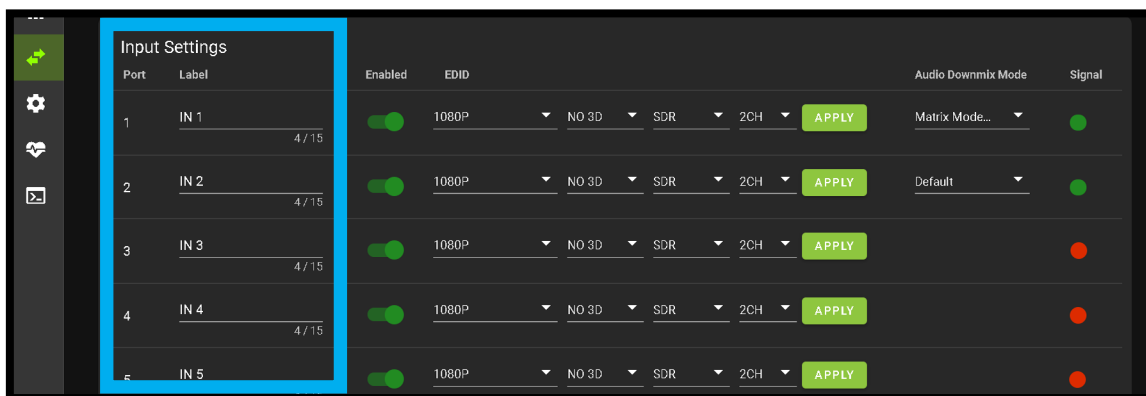 Input Settings
Port Label Enabled EDID Audio Downmix Mode Signal
1 IN 1 1080P NO 3D SDR 2CH APPLY Matrix Mode...
4 / 15
2 IN 2 1080P NO 3D SDR 2CH APPLY Default
4 / 15
3 IN 3 1080P NO 3D SDR 2CH APPLY
4 / 15
4 IN 4 1080P NO 3D SDR 2CH APPLY
4 / 15
5 IN 5 1080P NO 3D SDR 2CH APPLY